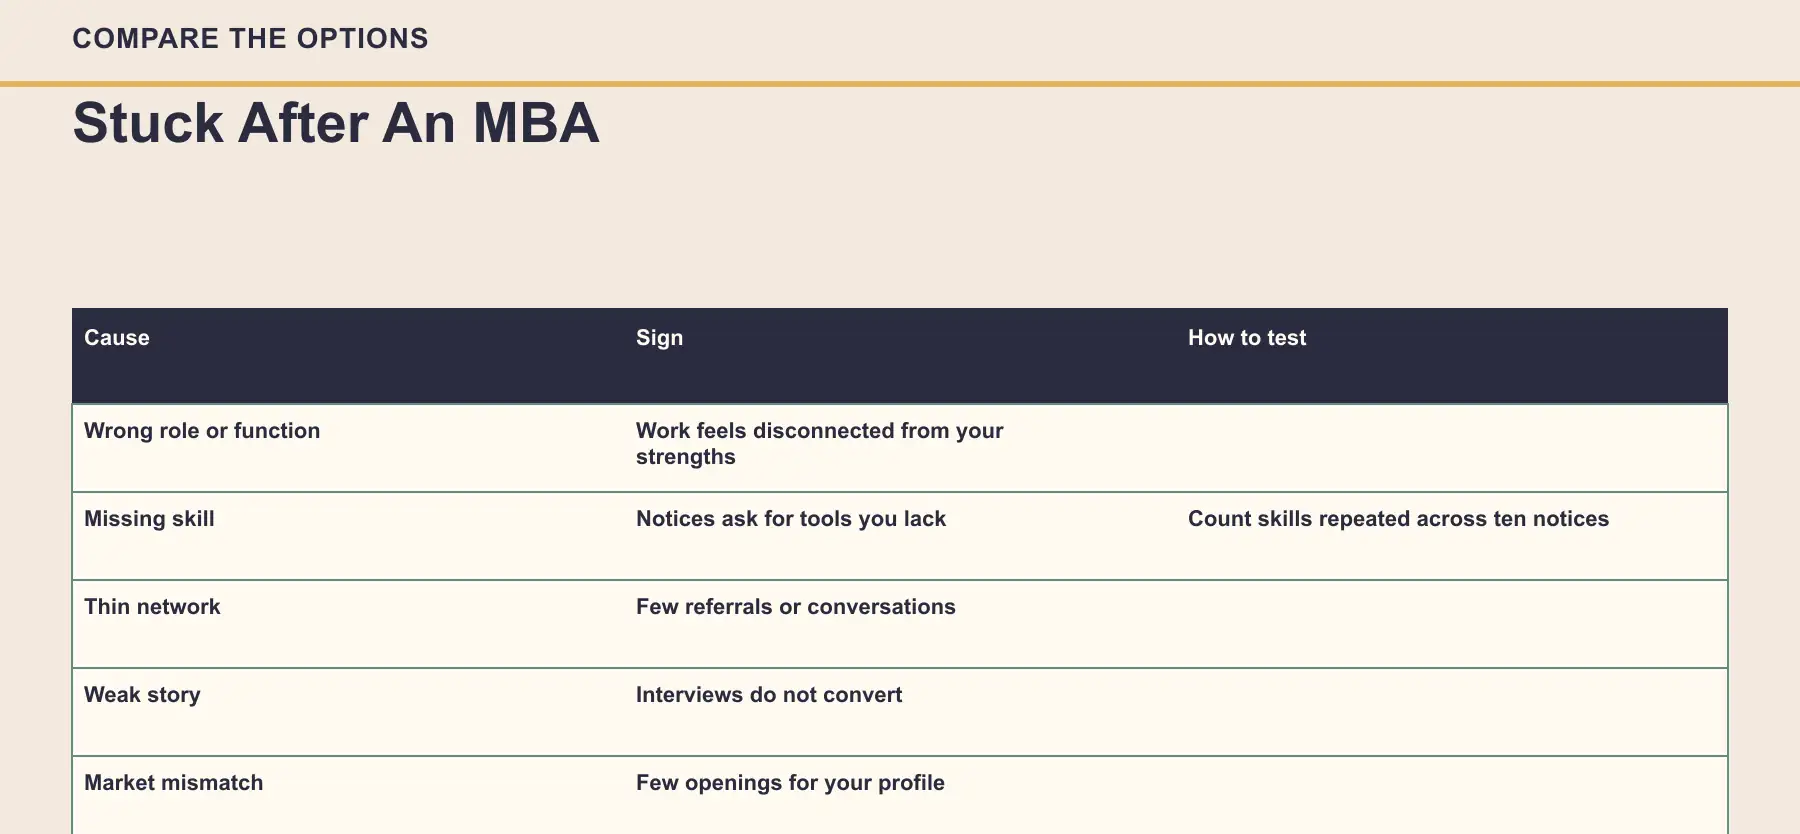 COMPARE THE OPTIONS
Stuck After An MBA
Cause Sign How to test
Wrong role or function Work feels disconnected from your
strengths
Missing skill Notices ask for tools you lack Count skills repeated across ten notices
Thin network Few referrals or conversations
Weak story Interviews do not convert
Market mismatch Few openings for your profile